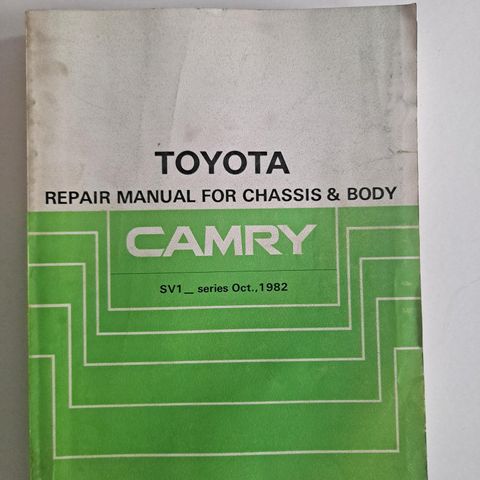 TOYOTA
REPAIR MANUAL FOR CHASSIS & BODY
CAMRY
SV1_ series Oct.,1982